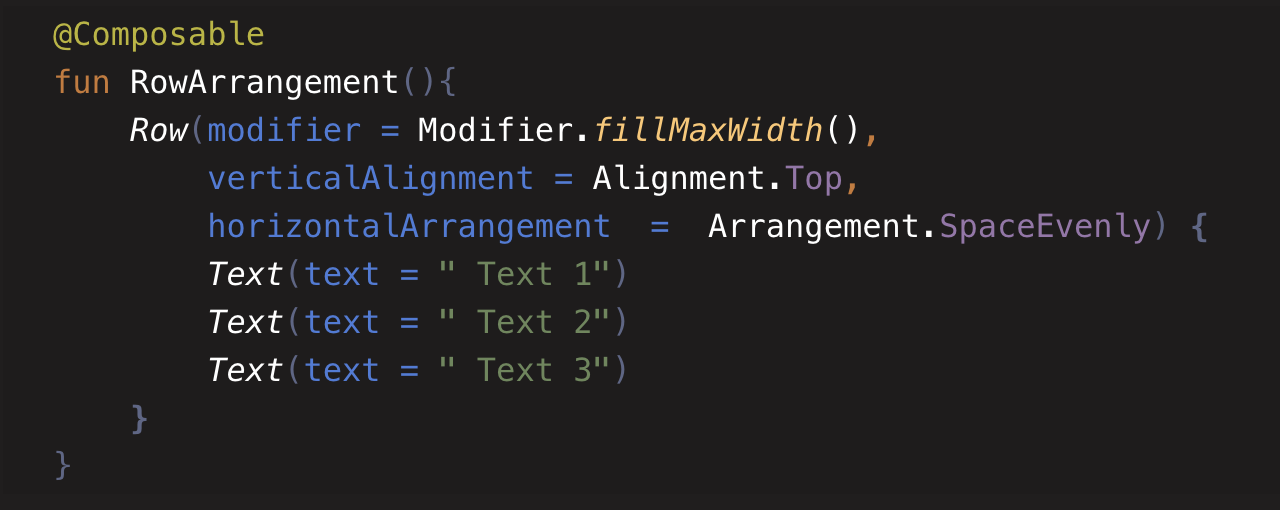 @Composable
fun RowArrangement(){
    Row(modifier = Modifier.fillMaxWidth(),
        verticalAlignment = Alignment.Top,
        horizontalArrangement  =  Arrangement.SpaceEvenly) {
        Text(text = " Text 1")
        Text(text = " Text 2")
        Text(text = " Text 3")
    }
}